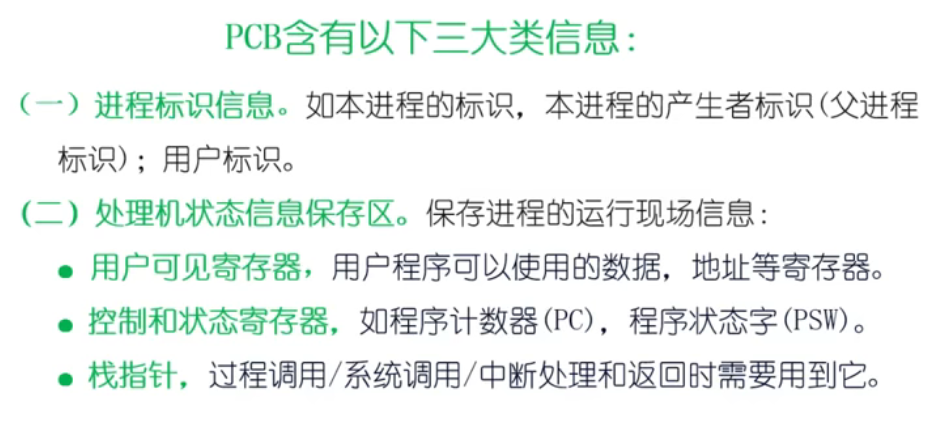 PCB含有以下三大类信息:
(一)进程标识信息。如本进程的标识，本进程的产生者标识(父进程
标识)；用户标识。
(二)处理机状态信息保存区。保存进程的运行现场信息:
● 用户可见寄存器，用户程序可以使用的数据，地址等寄存器。
● 控制和状态寄存器，如程序计数器(PC)，程序状态字(PSW)。
● 栈指针，过程调用/系统调用/中断处理和返回时需要用到它。